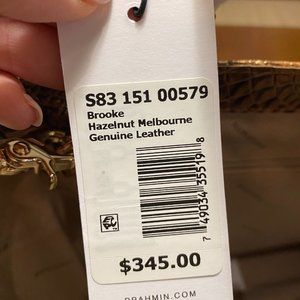 S83 151 00579
Brooke
Hazelnut Melbourne
Genuine Leather
7 49034 35519 8
$345.00
BRAHMIN.COM